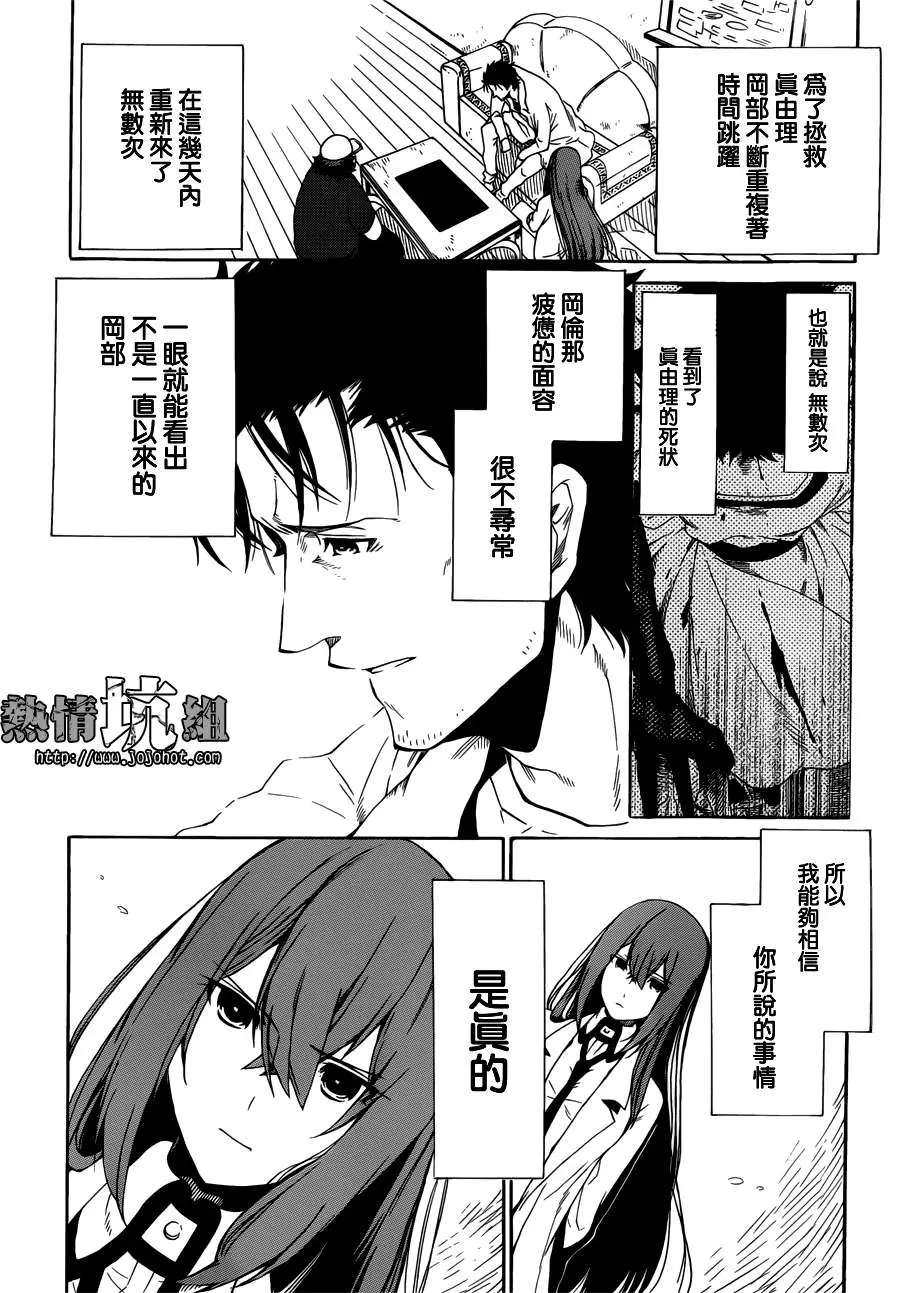 爲了拯救
眞由理
岡部不斷重複著
時間跳躍
在這幾天內
重新來了
無數次
也就是說 無數次
看到了
眞由理的死狀
岡倫那
疲憊的面容
很不尋常
一眼就能看出
不是一直以來的
岡部
熱情坑組
http://www.jojohot.com
所以
我能夠相信
你所說的事情
是眞的